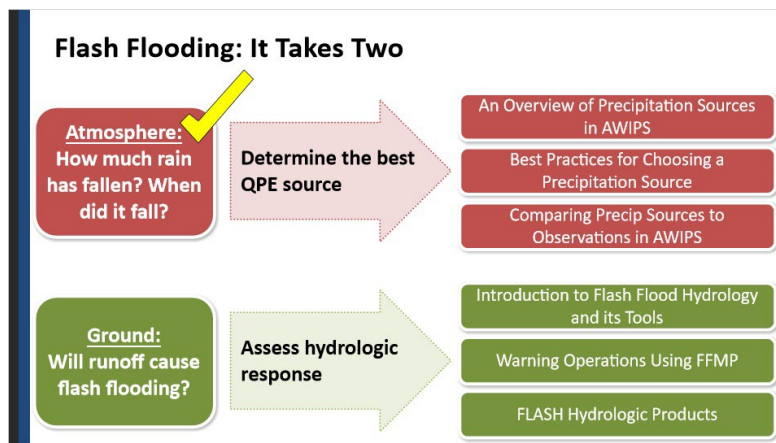 Flash Flooding: It Takes Two
Atmosphere:
How much rain
has fallen? When
did it fall?
Determine the best
QPE source
An Overview of Precipitation Sources
in AWIPS
Best Practices for Choosing a
Precipitation Source
Comparing Precip Sources to
Observations in AWIPS
Ground:
Will runoff cause
flash flooding?
Assess hydrologic
response
Introduction to Flash Flood Hydrology
and its Tools
Warning Operations Using FFMP
FLASH Hydrologic Products